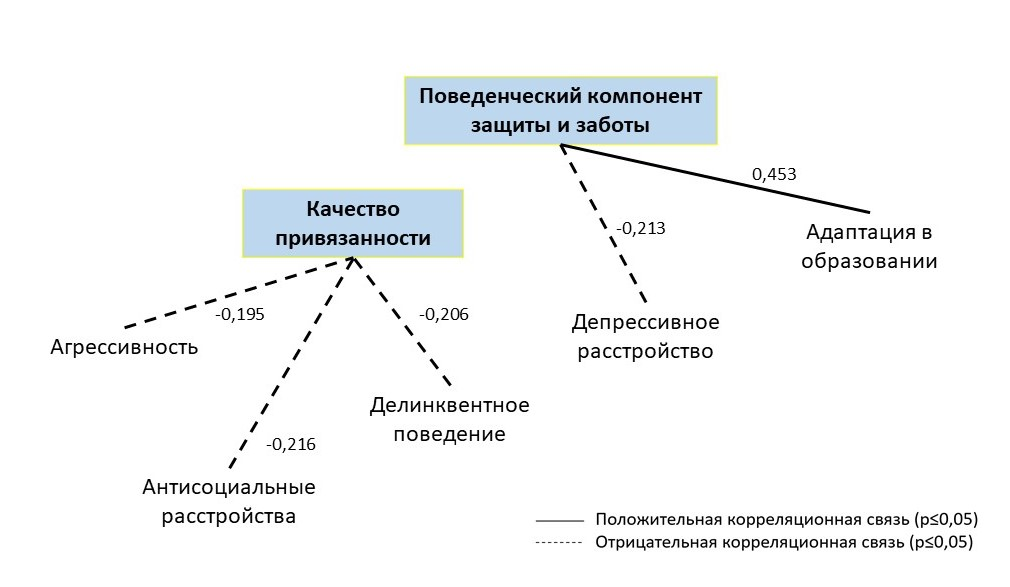 Поведенческий компонент
защиты и заботы
0,453
Качество
привязанности
-0,213
Адаптация в
образовании
-0,195
-0,206
Депрессивное
расстройство
Агрессивность
Делинквентное
поведение
-0,216
Антисоциальные
расстройства
Положительная корреляционная связь (p≤0,05)
Отрицательная корреляционная связь (p≤0,05)